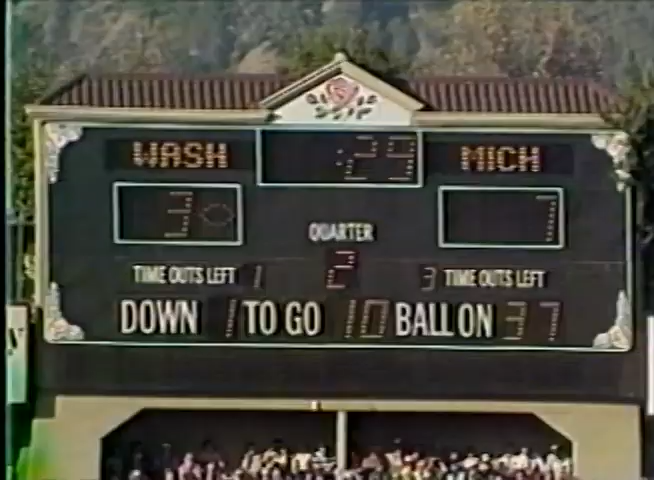 WASH :29 MICH
3 7
QUARTER
TIME OUTS LEFT 1 2 3 TIME OUTS LEFT
DOWN 1 TO GO 10 BALL ON 37